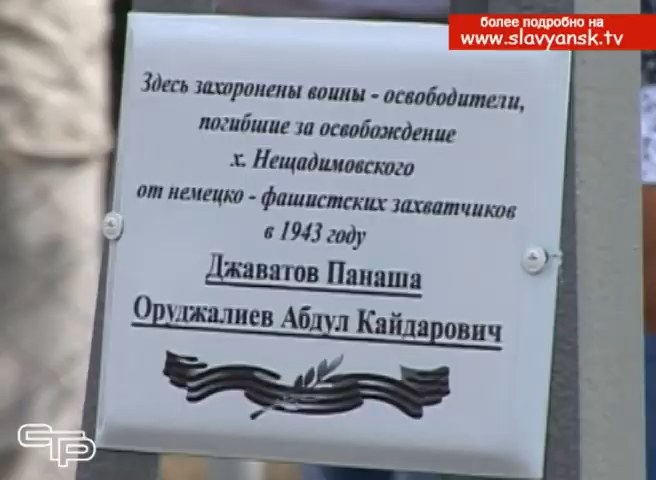 более подробно на
www.slavyansk.tv
Здесь захоронены воины - освободители,
погибшие за освобождение
х. Нещадимовского
от немецко - фашистских захватчиков
в 1943 году
Джаватов Панаша
Оруджалиев Абдул Кайдарович
СТР